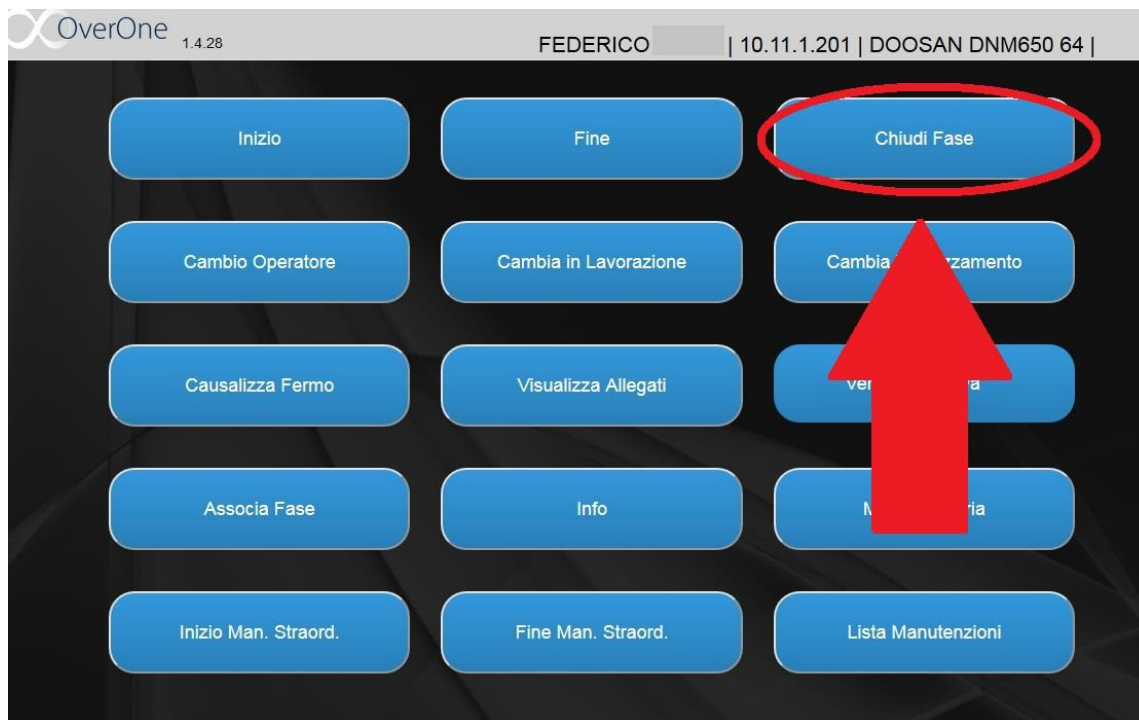 OverOne 1.4.28
FEDERICO | 10.11.1.201 | DOOSAN DNM650 64 |
Inizio
Fine
Chiudi Fase
Cambio Operatore
Cambia in Lavorazione
Cambia
Causalizza Fermo
Visualizza Allegati
Associa Fase
Info
Inizio Man. Straord.
Fine Man. Straord.
Lista Manutenzioni